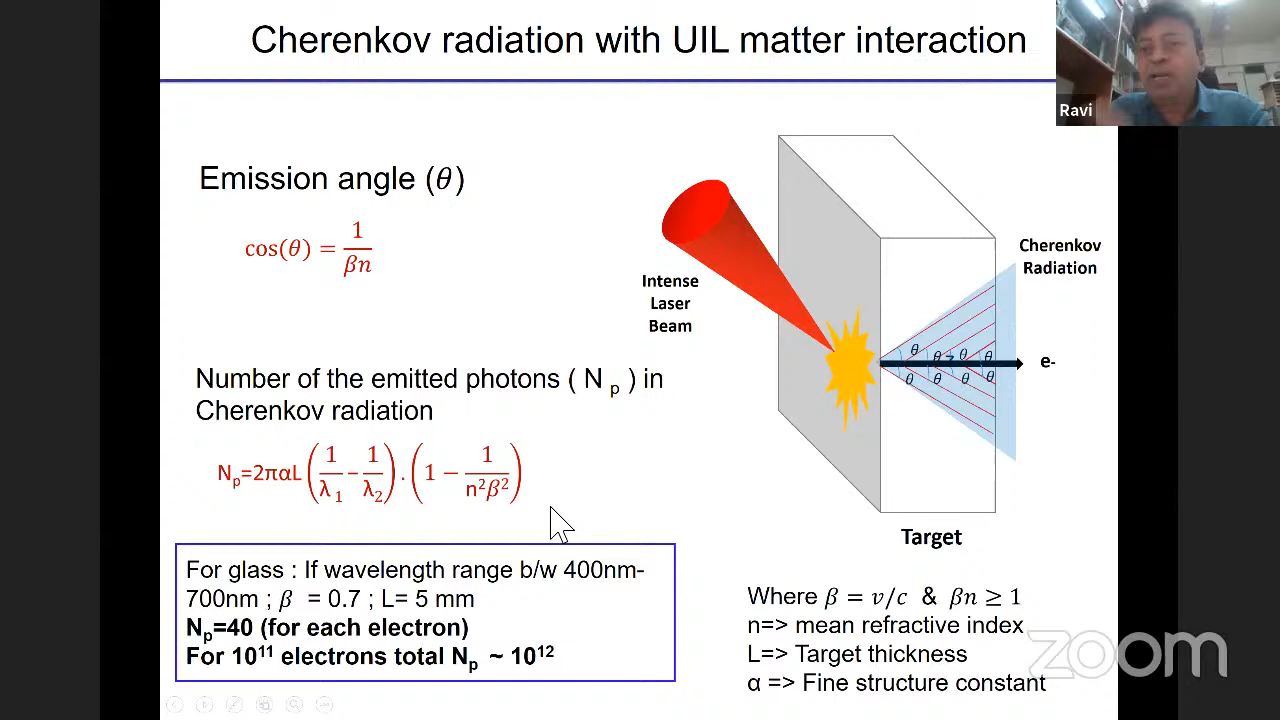 Cherenkov radiation with UIL matter interaction
Ravi
Emission angle (θ)
cos(θ) = 1/βn
Number of the emitted photons ( N p ) in
Cherenkov radiation
Np=2παL(1/λ1 − 1/λ2).(1 − 1/n²β²)
For glass : If wavelength range b/w 400nm-
700nm ; β = 0.7 ; L= 5 mm
Np=40 (for each electron)
For 10¹¹ electrons total Np ~ 10¹²
Intense
Laser
Beam
Cherenkov
Radiation
θ θ θ θ
θ θ θ θ
e-
Target
Where β = v/c & βn ≥ 1
n=> mean refractive index
L=> Target thickness
α => Fine structure constant
zoom